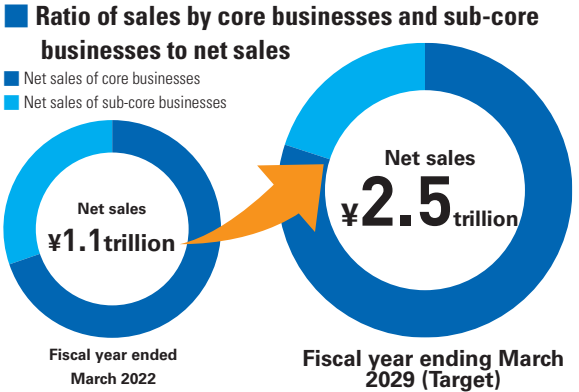 Ratio of sales by core businesses and sub-core
businesses to net sales
Net sales of core businesses
Net sales of sub-core businesses
Net sales
¥1.1trillion
Fiscal year ended
March 2022
Net sales
¥2.5trillion
Fiscal year ending March
2029 (Target)